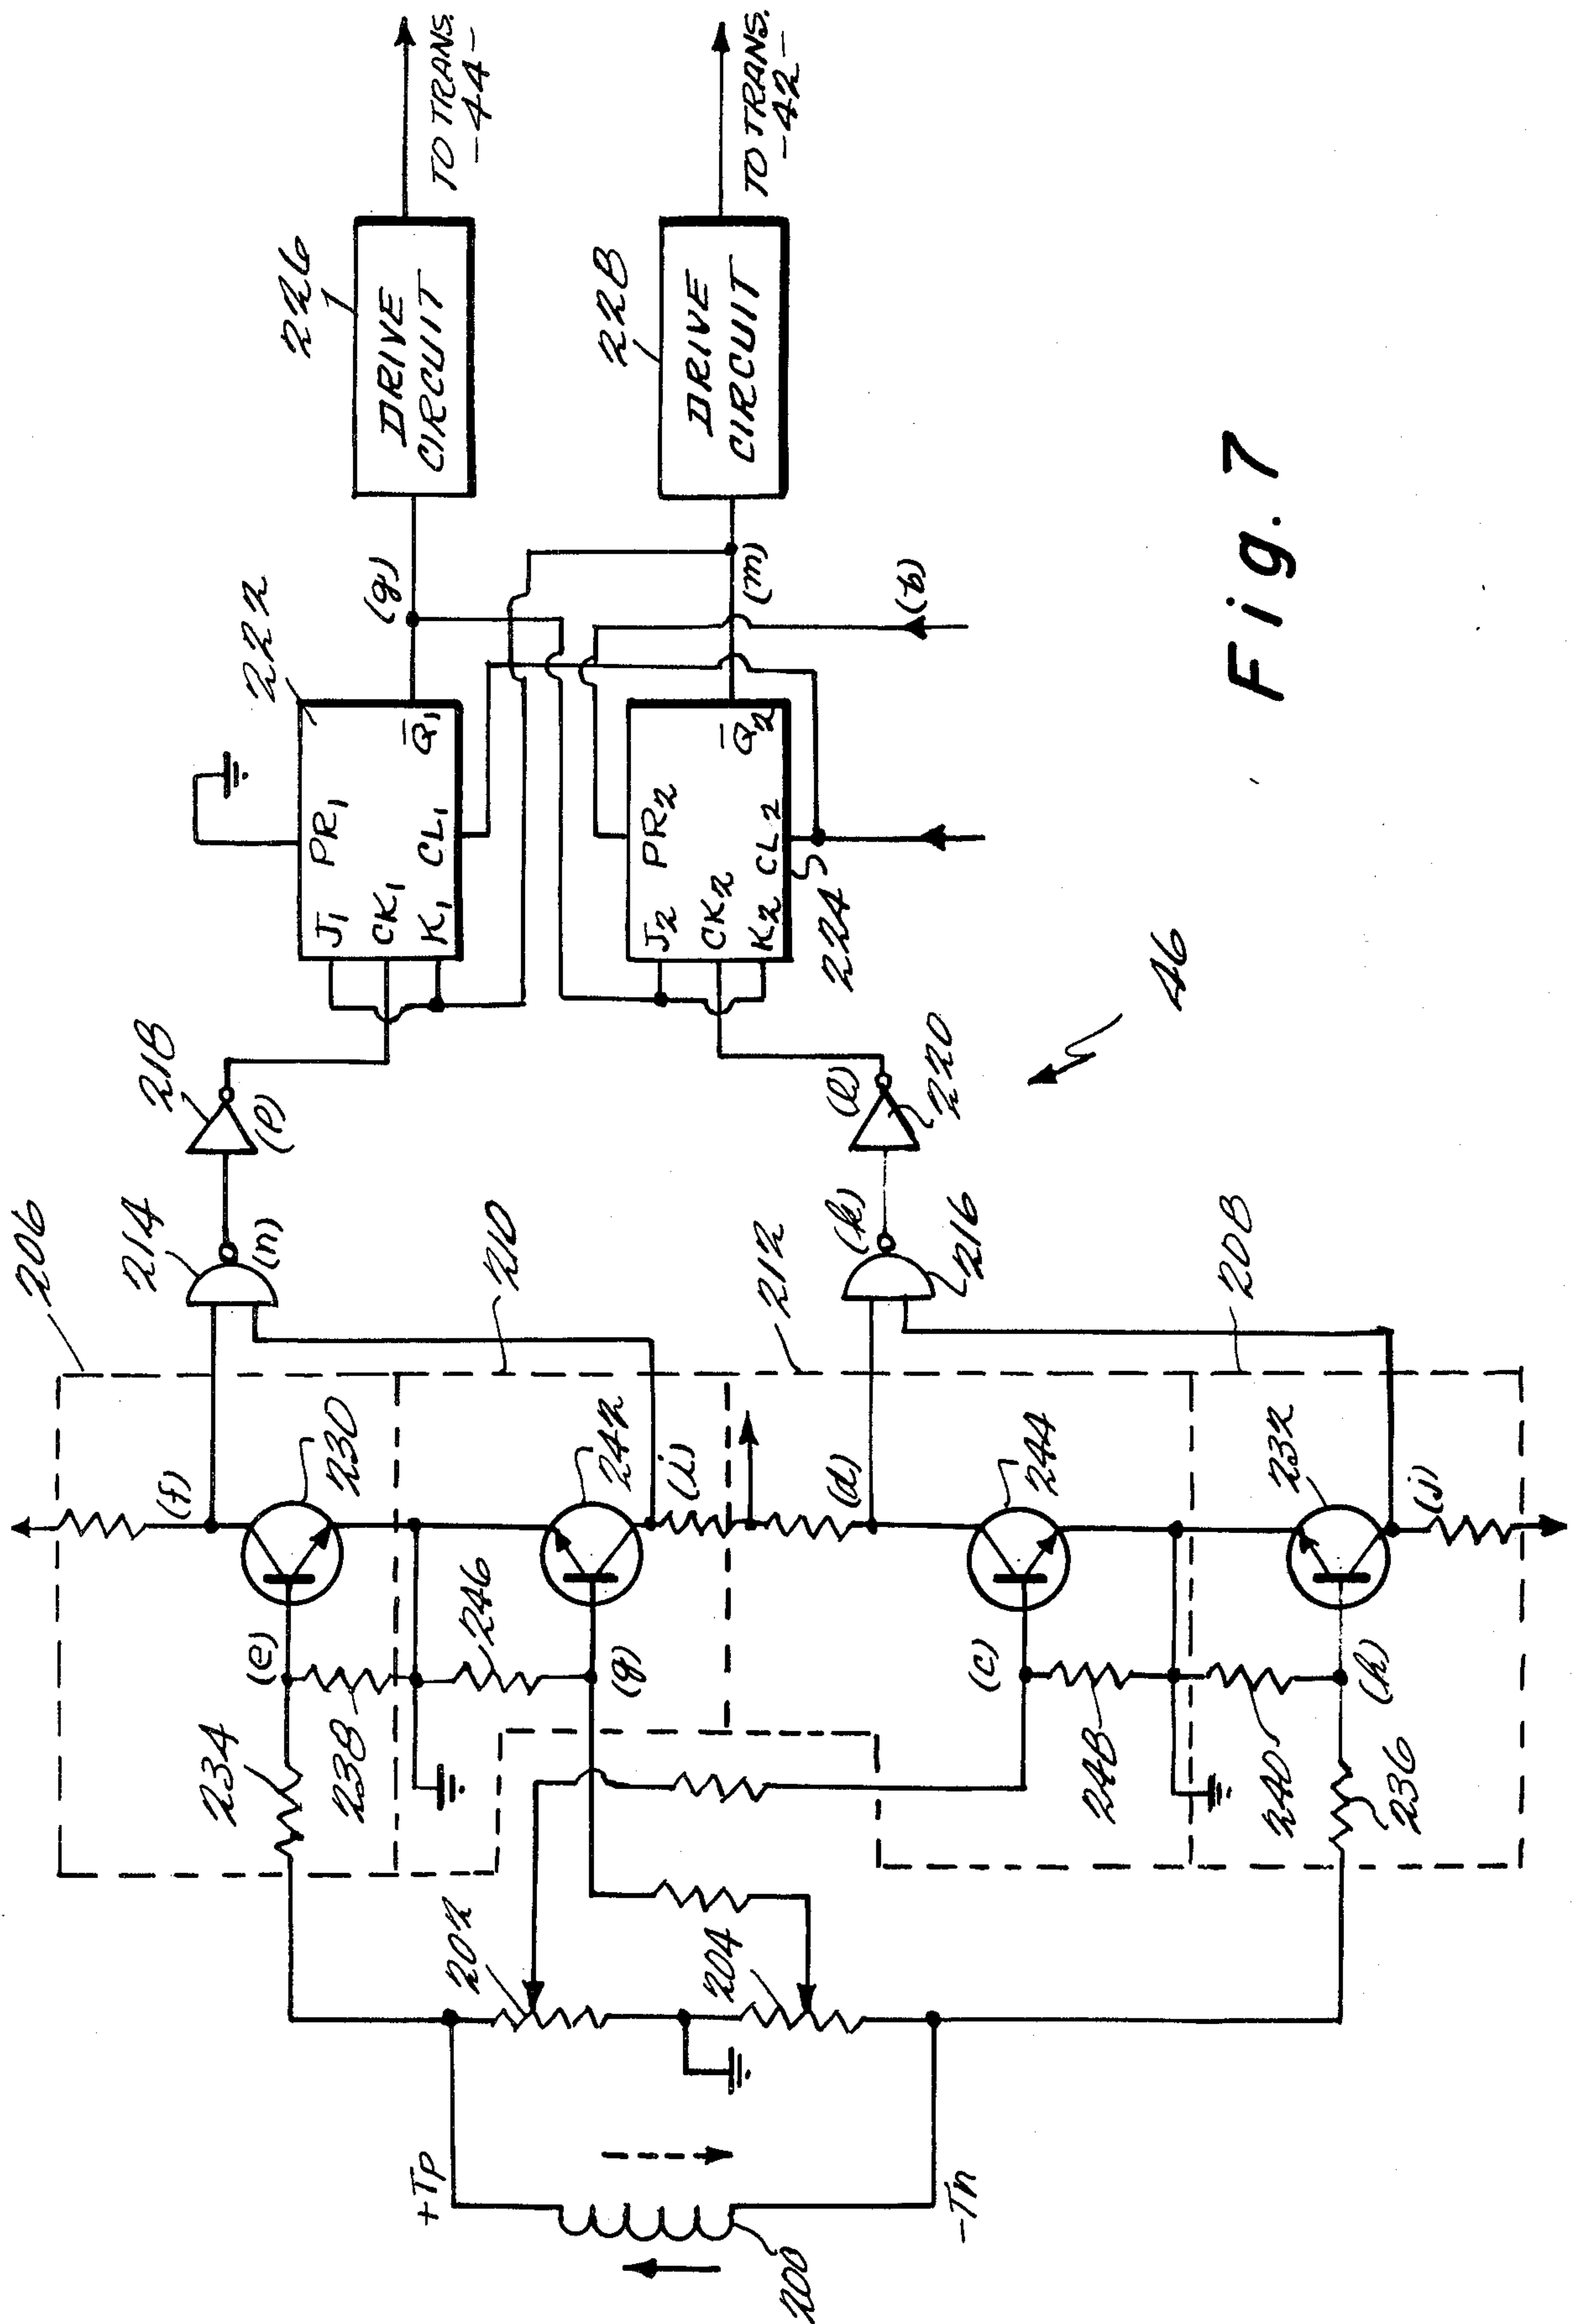 206
214
218
222
226
(f)
(n)
(p)
J1
PR1
CK1
K1
CL1
Q̄1
(g)
DRIVE
CIRCUIT
TO TRANS.
-44-
234
(e)
230
238
246
210
202
+Tp
242
(i)
(g)
204
200
-Tn
212
(d)
(k)
(l)
216
220
J2
PR2
CK2
K2
CL2
Q̄2
224
(m)
(b)
228
DRIVE
CIRCUIT
TO TRANS.
-42-
(c)
244
248
240
236
(h)
232
(j)
208
46
Fig. 7